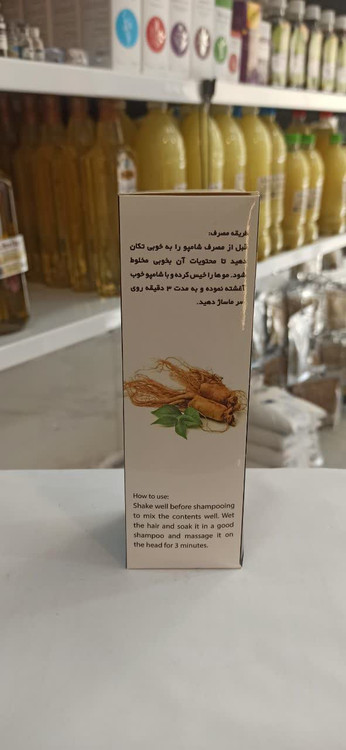 طریقه مصرف:
قبل از مصرف شامپو را به خوبی تکان
دهید تا محتویات آن بخوبی مخلوط
شود. مو ها را خیس کرده و با شامپو خوب
آغشته نموده و به مدت ۳ دقیقه روی
سر ماساژ دهید.
How to use:
Shake well before shampooing
to mix the contents well. Wet
the hair and soak it in a good
shampoo and massage it on
the head for 3 minutes.